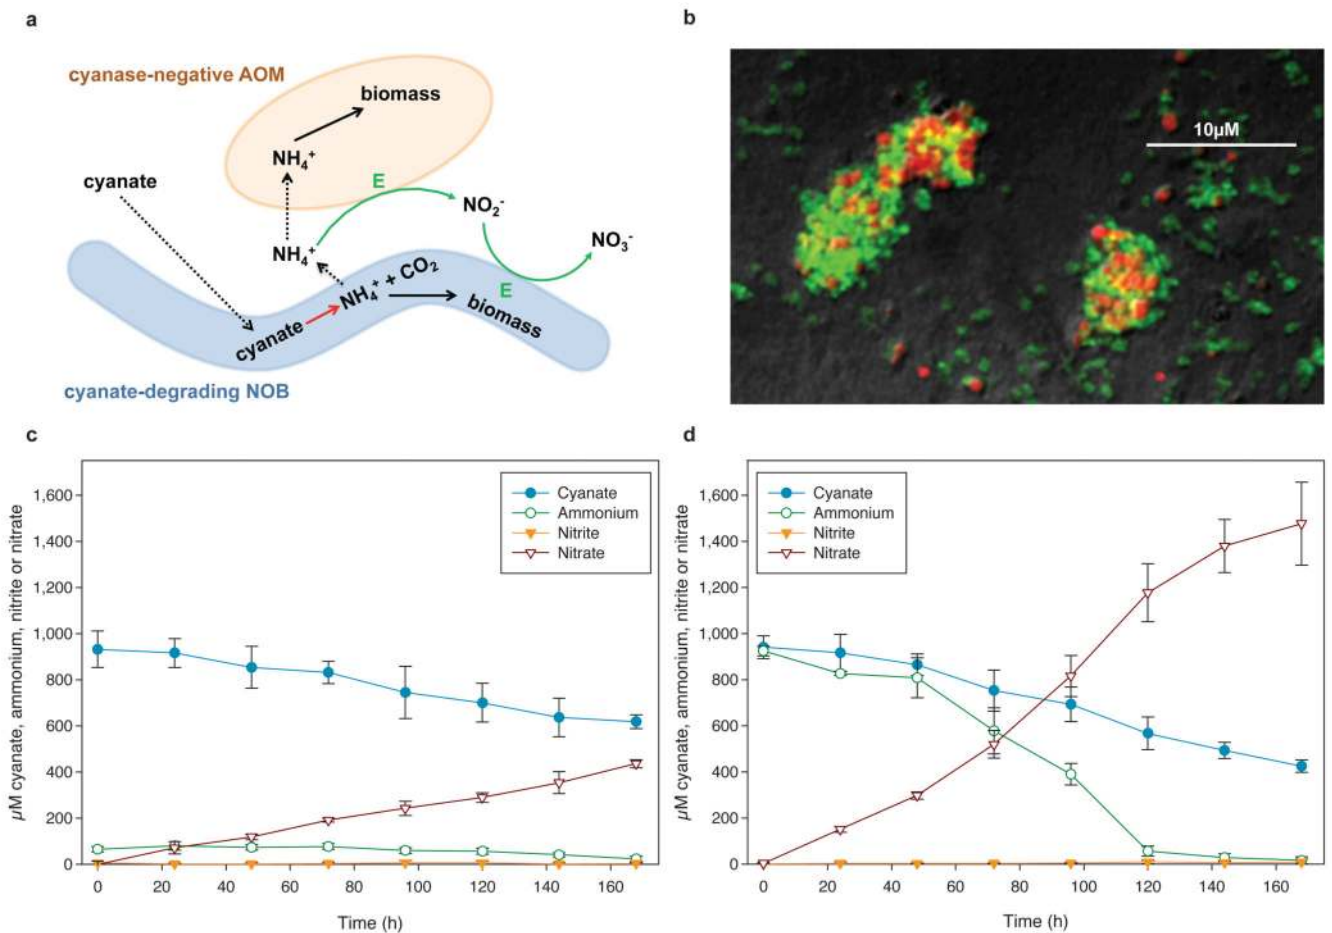 a
cyanase-negative AOM
biomass
NH₄⁺
cyanate
E
NO₂⁻
NH₄⁺
NO₃⁻
NH₄⁺ + CO₂
E
cyanate
biomass
cyanate-degrading NOB
b
10µM
c
µM cyanate, ammonium, nitrite or nitrate
1,600
1,400
1,200
1,000
800
600
400
200
0
Cyanate
Ammonium
Nitrite
Nitrate
0 20 40 60 80 100 120 140 160
Time (h)
d
µM cyanate, ammonium, nitrite or nitrate
1,600
1,400
1,200
1,000
800
600
400
200
0
Cyanate
Ammonium
Nitrite
Nitrate
0 20 40 60 80 100 120 140 160
Time (h)